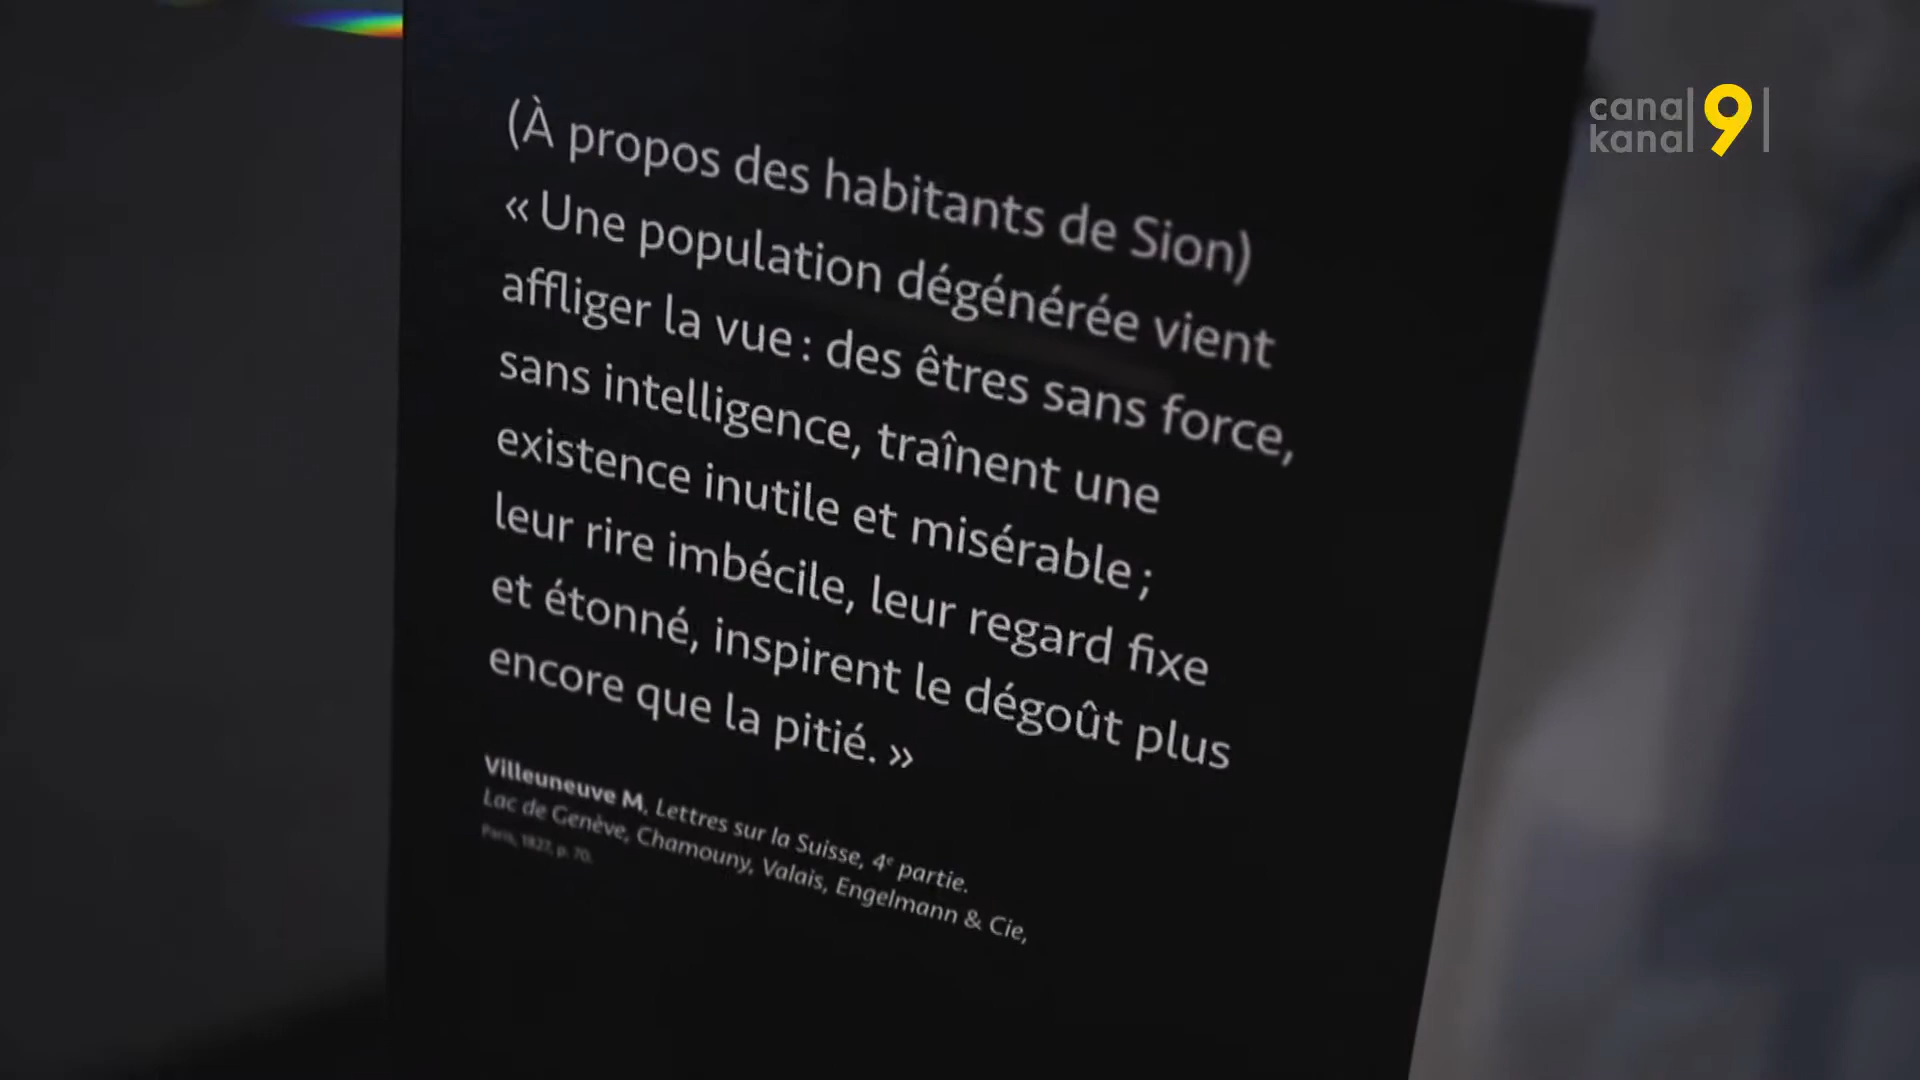 canal 9
kanal
(À propos des habitants de Sion)
« Une population dégénérée vient
affliger la vue : des êtres sans force,
sans intelligence, traînent une
existence inutile et misérable ;
leur rire imbécile, leur regard fixe
et étonné, inspirent le dégoût plus
encore que la pitié. »
Villeuneuve M. Lettres sur la Suisse, 4e partie.
Lac de Genève, Chamouny, Valais, Engelmann & Cie,
Paris, 1827, p. 70.